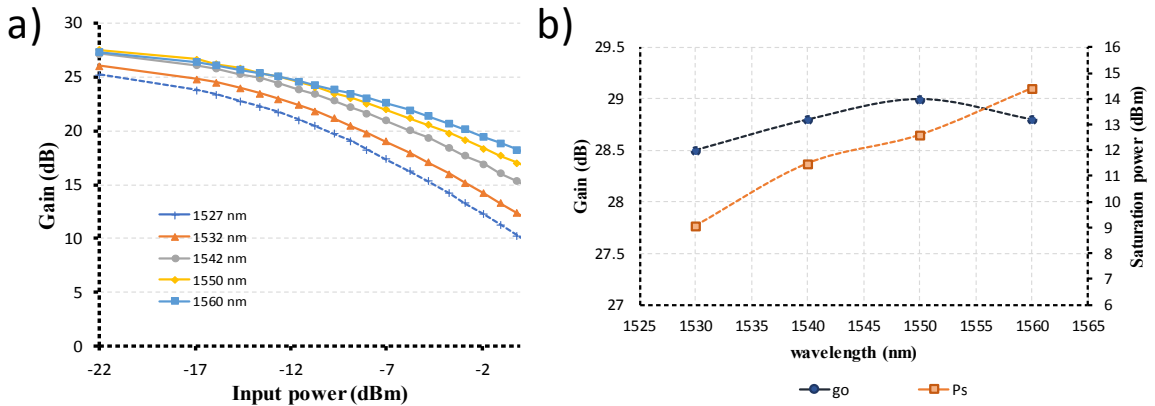 a)
30
25
20
15
10
5
0
Gain (dB)
1527 nm
1532 nm
1542 nm
1550 nm
1560 nm
-22
-17
-12
-7
-2
Input power (dBm)
b)
29.5
29
28.5
28
27.5
27
Gain (dB)
16
15
14
13
12
11
10
9
8
7
6
Saturation power (dBm)
1525 1530 1535 1540 1545 1550 1555 1560 1565
wavelength (nm)
go
Ps